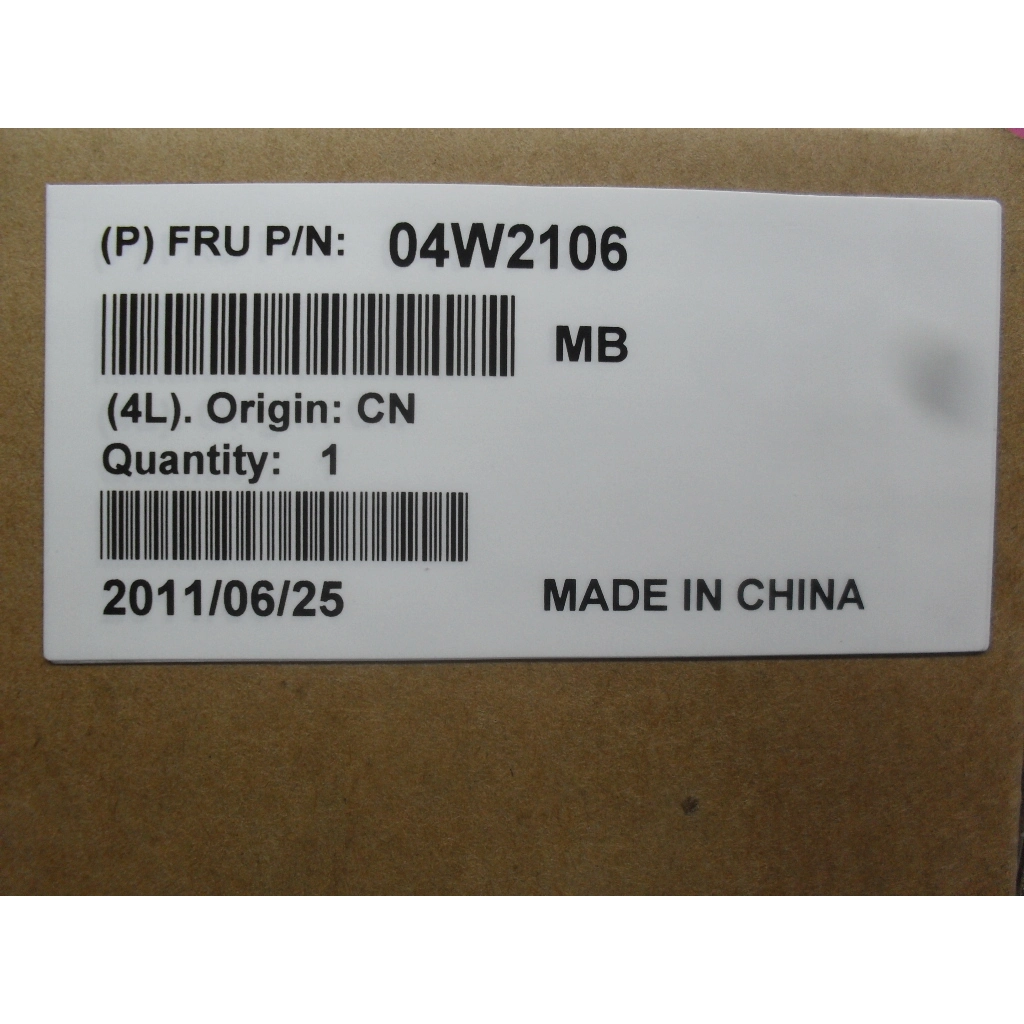 (P) FRU P/N: 04W2106
MB
(4L). Origin: CN
Quantity: 1
2011/06/25 MADE IN CHINA